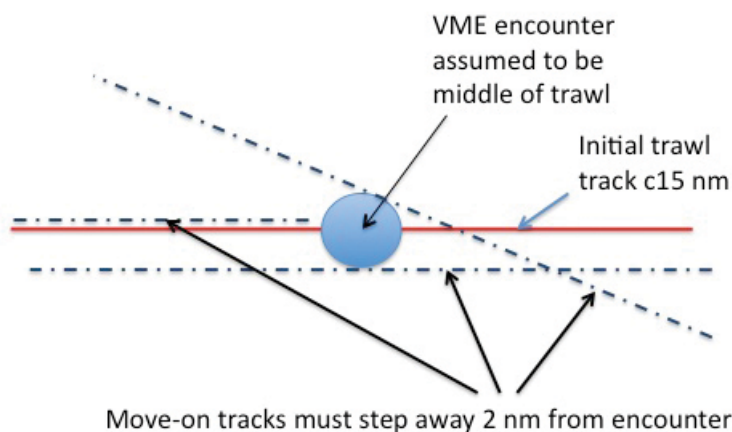 VME encounter
assumed to be
middle of trawl
Initial trawl
track c15 nm
Move-on tracks must step away 2 nm from encounter